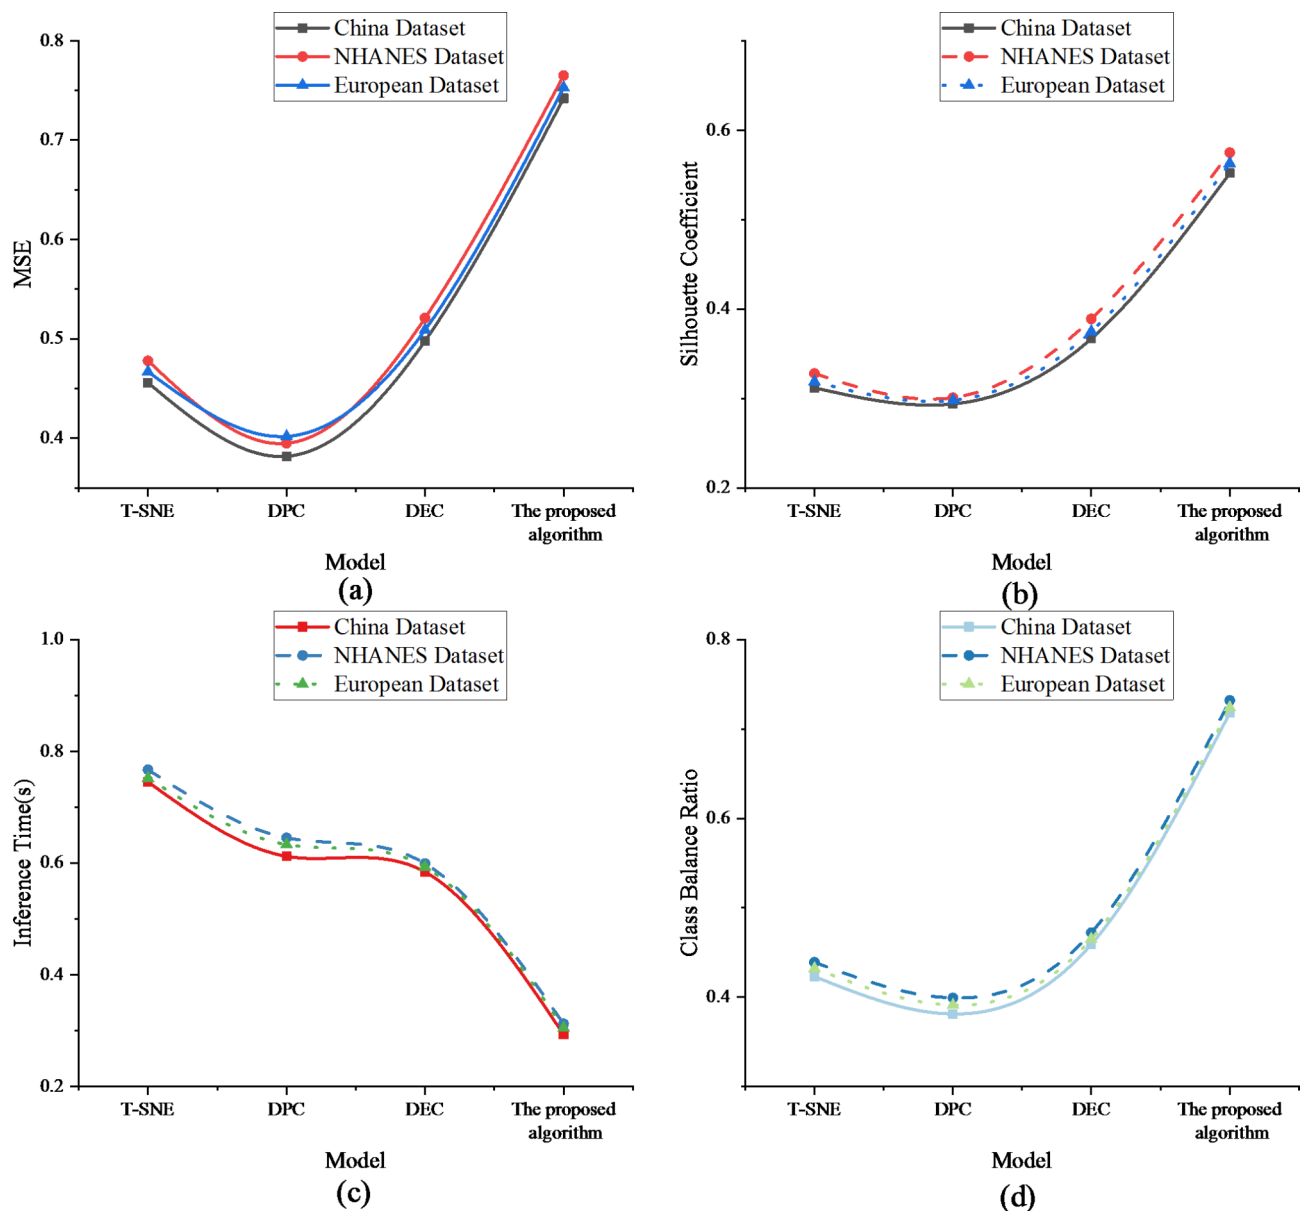 China Dataset
NHANES Dataset
European Dataset
0.8
0.7
0.6
0.5
0.4
MSE
T-SNE
DPC
DEC
The proposed
algorithm
Model
(a)
China Dataset
NHANES Dataset
European Dataset
0.6
0.4
0.2
Silhouette Coefficient
T-SNE
DPC
DEC
The proposed
algorithm
Model
(b)
China Dataset
NHANES Dataset
European Dataset
1.0
0.8
0.6
0.4
0.2
Inference Time(s)
T-SNE
DPC
DEC
The proposed
algorithm
Model
(c)
China Dataset
NHANES Dataset
European Dataset
0.8
0.6
0.4
Class Balance Ratio
T-SNE
DPC
DEC
The proposed
algorithm
Model
(d)